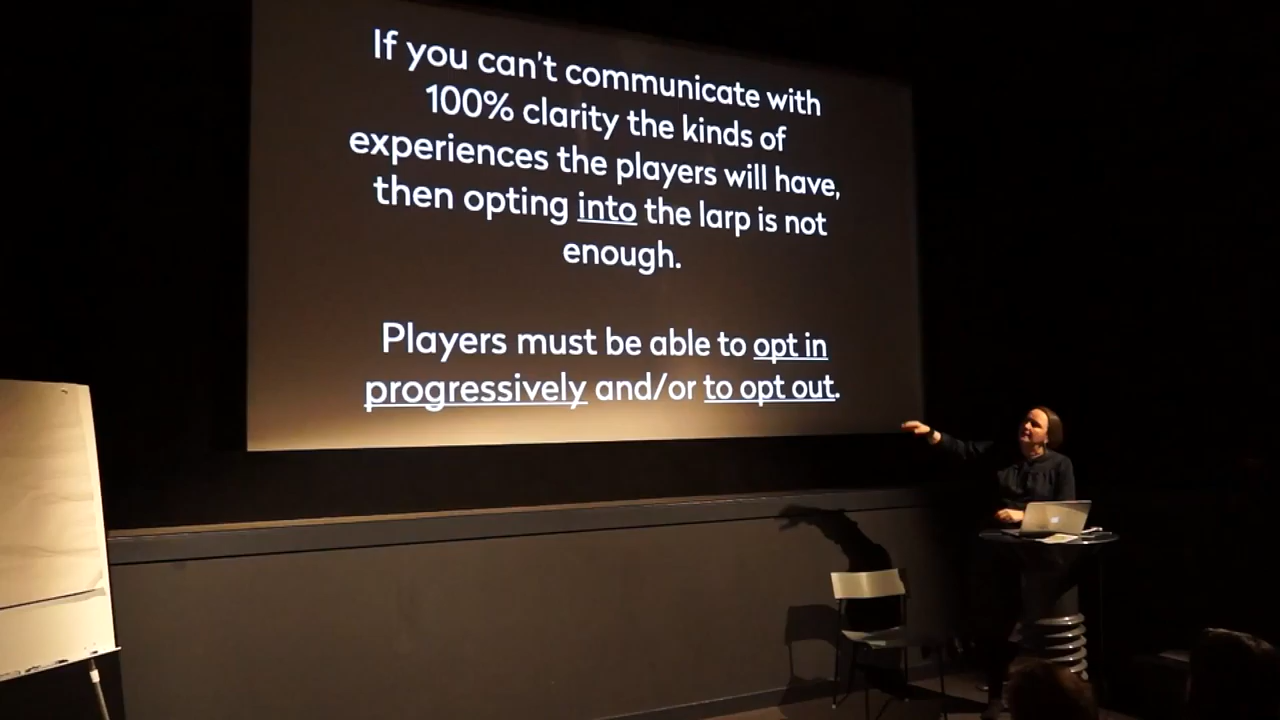 If you can't communicate with
100% clarity the kinds of
experiences the players will have,
then opting into the larp is not
enough.
Players must be able to opt in
progressively and/or to opt out.